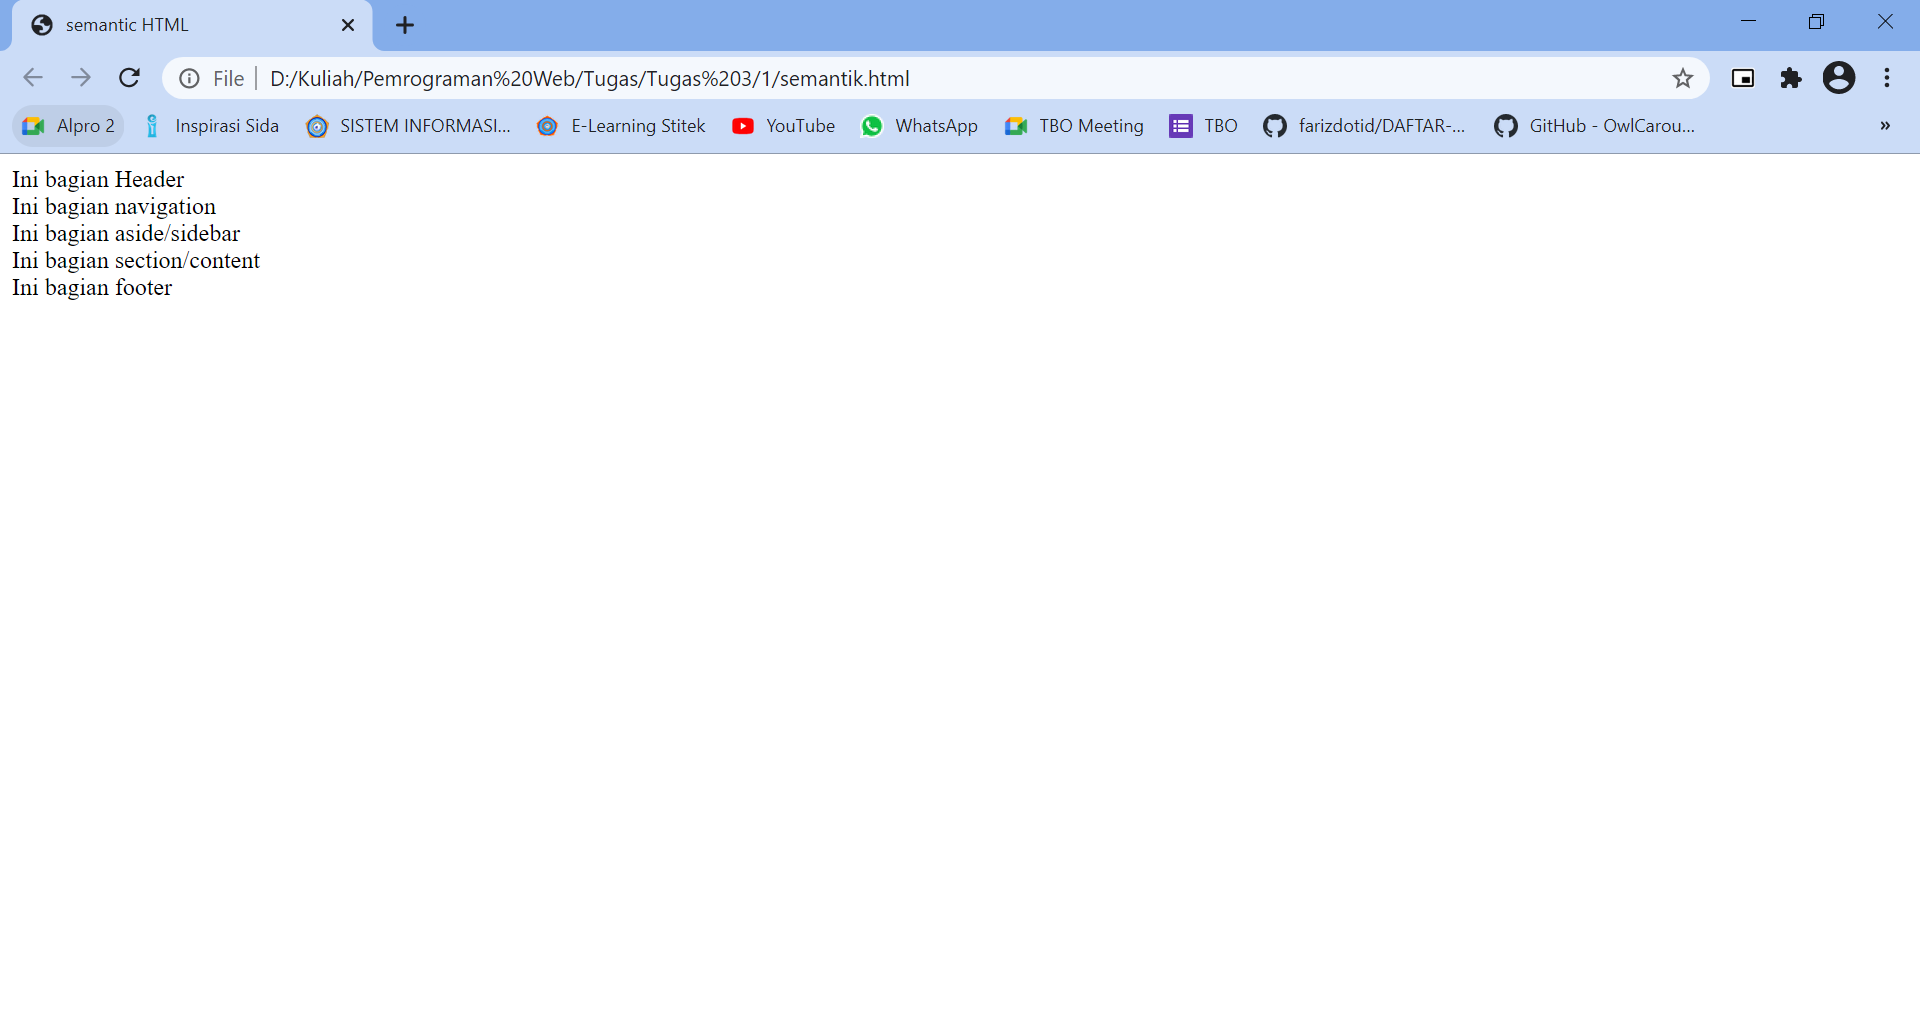 semantic HTML
File D:/Kuliah/Pemrograman%20Web/Tugas/Tugas%203/1/semantik.html
Alpro 2 Inspirasi Sida SISTEM INFORMASI... E-Learning Stitek YouTube WhatsApp TBO Meeting TBO farizdotid/DAFTAR-... GitHub - OwlCarou... »
Ini bagian Header
Ini bagian navigation
Ini bagian aside/sidebar
Ini bagian section/content
Ini bagian footer